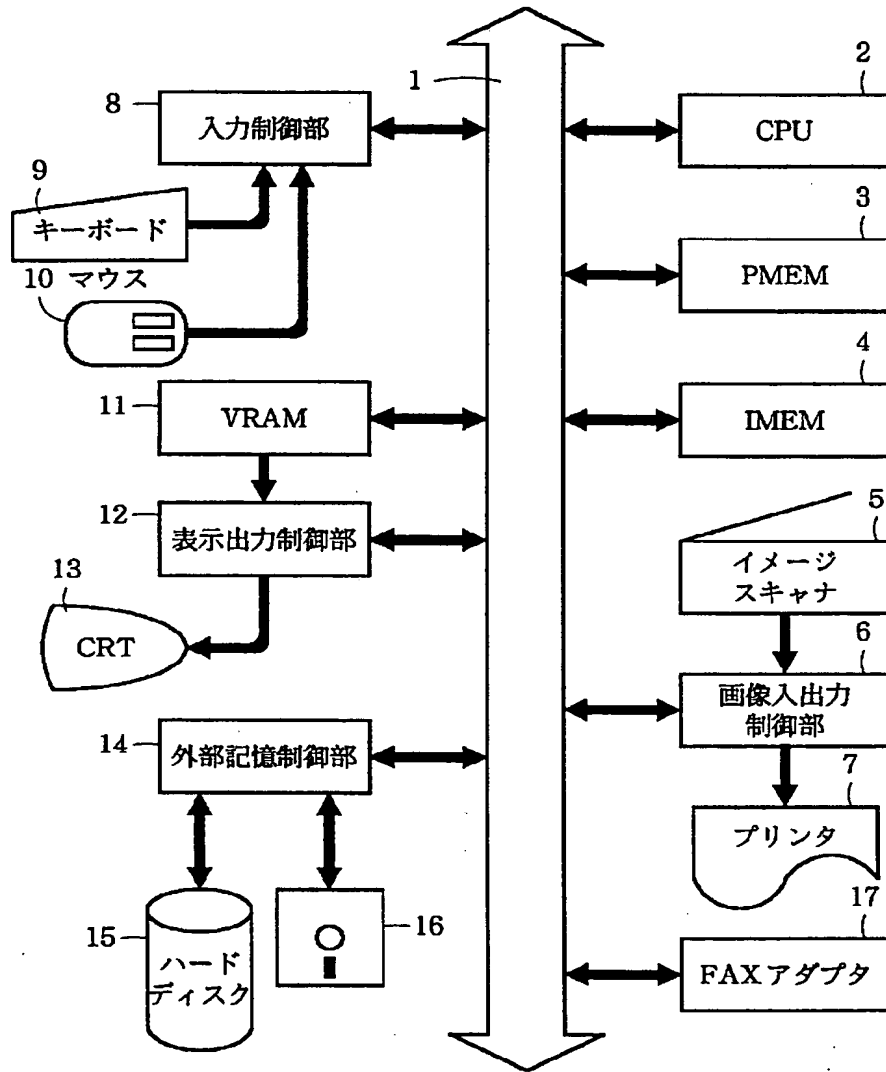 1
8
入力制御部
9
キーボード
10 マウス
11
VRAM
12
表示出力制御部
13
CRT
14
外部記憶制御部
15
ハード
ディスク
16
2
CPU
3
PMEM
4
IMEM
5
イメージ
スキャナ
6
画像入出力
制御部
7
プリンタ
17
FAXアダプタ